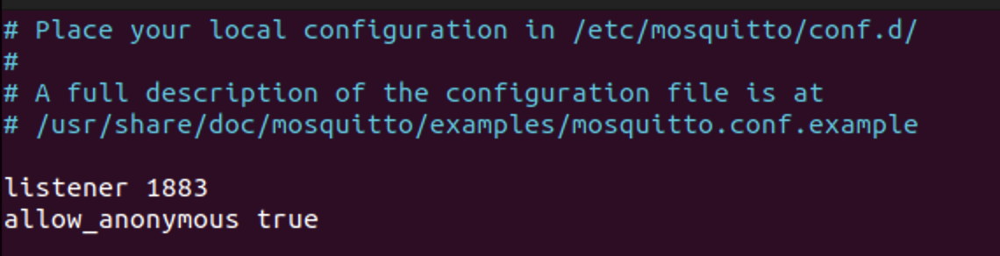 # Place your local configuration in /etc/mosquitto/conf.d/
#
# A full description of the configuration file is at
# /usr/share/doc/mosquitto/examples/mosquitto.conf.example
listener 1883
allow_anonymous true